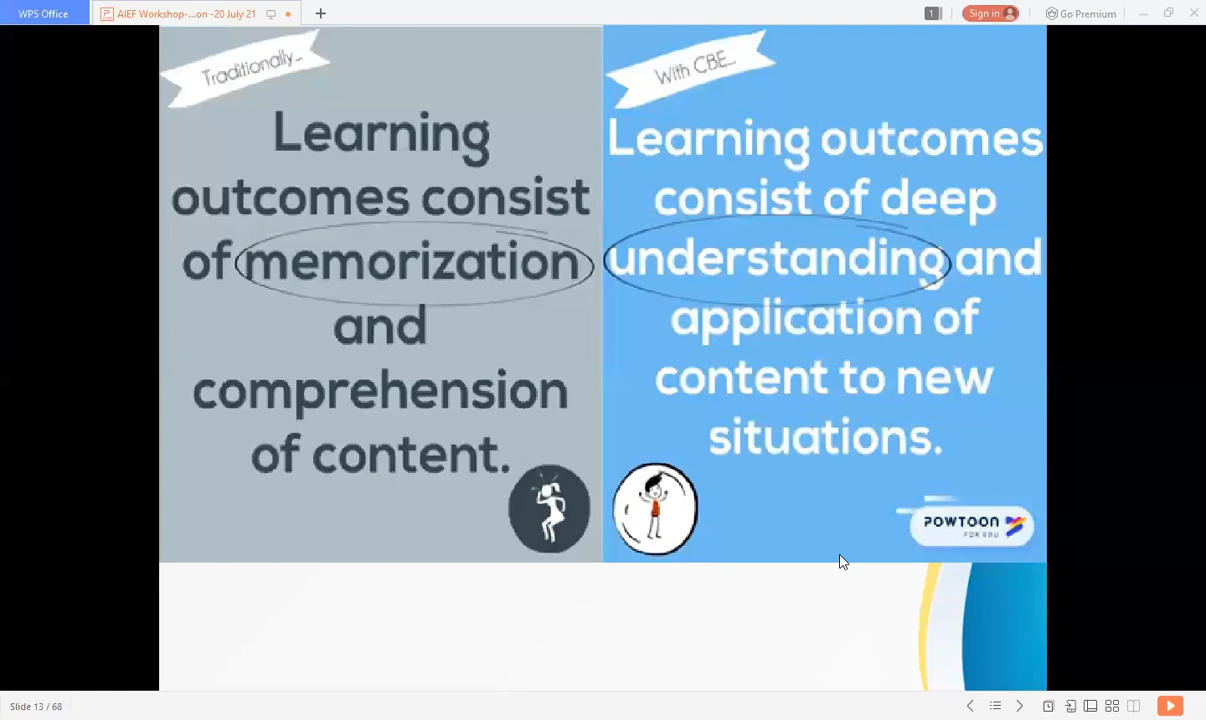 WPS Office
AIEF Workshop-...on -20 July 21
1
Sign in
Go Premium
Traditionally...
Learning
outcomes consist
of memorization
and
comprehension
of content.
With CBE...
Learning outcomes
consist of deep
understanding and
application of
content to new
situations.
POWTOON
FOR EDU
Slide 13 / 68